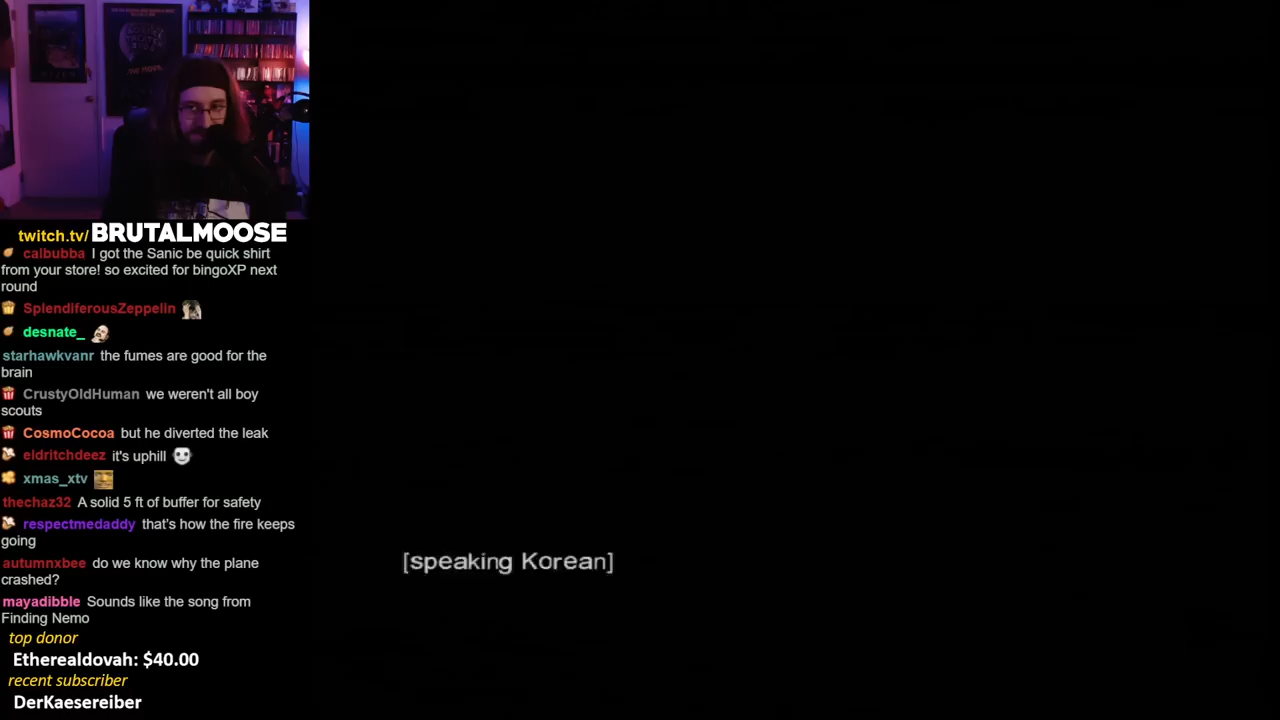 twitch.tv/BRUTALMOOSE
calbubba I got the Sanic be quick shirt
from your store! so excited for bingoXP next
round
SplendiferousZeppelin
desnate_
starhawkvanr the fumes are good for the
brain
CrustyOldHuman we weren't all boy
scouts
CosmoCocoa but he diverted the leak
eldritchdeez it's uphill
xmas_xtv
thechaz32 A solid 5 ft of buffer for safety
respectmedaddy that's how the fire keeps
going
autumnxbee do we know why the plane
crashed?
mayadibble Sounds like the song from
Finding Nemo
top donor
Etherealdovah: $40.00
recent subscriber
DerKaesereiber
[speaking Korean]